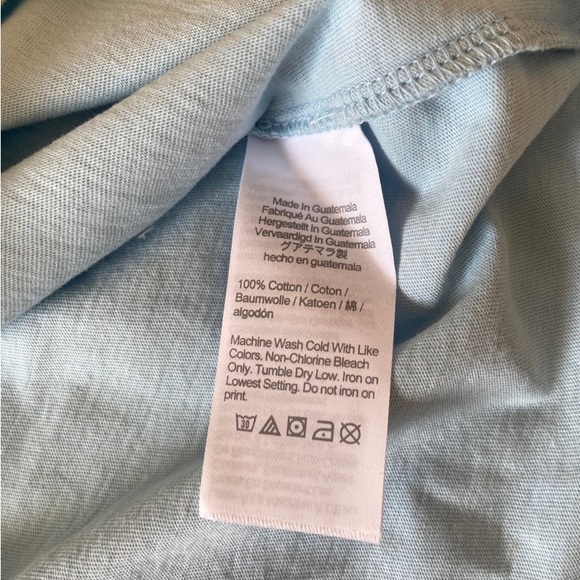 Made In Guatemala
Fabriqué Au Guatemala
Hergestellt In Guatemala
Vervaardigd In Guatemala
グアテマラ製
hecho en guatemala
100% Cotton / Coton /
Baumwolle / Katoen / 綿 /
algodón
Machine Wash Cold With Like
Colors. Non-Chlorine Bleach
Only. Tumble Dry Low. Iron on
Lowest Setting. Do not iron on
print.
30